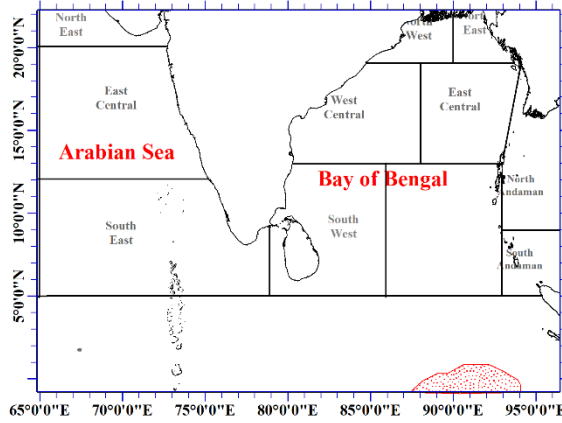 North
East
North
West
North
East
20°0'0"N
East
Central
West
Central
East
Central
15°0'0"N
Arabian Sea
Bay of Bengal
North
Andaman
10°0'0"N
South
East
South
West
South
Andaman
5°0'0"N
65°0'0"E 70°0'0"E 75°0'0"E 80°0'0"E 85°0'0"E 90°0'0"E 95°0'0"E